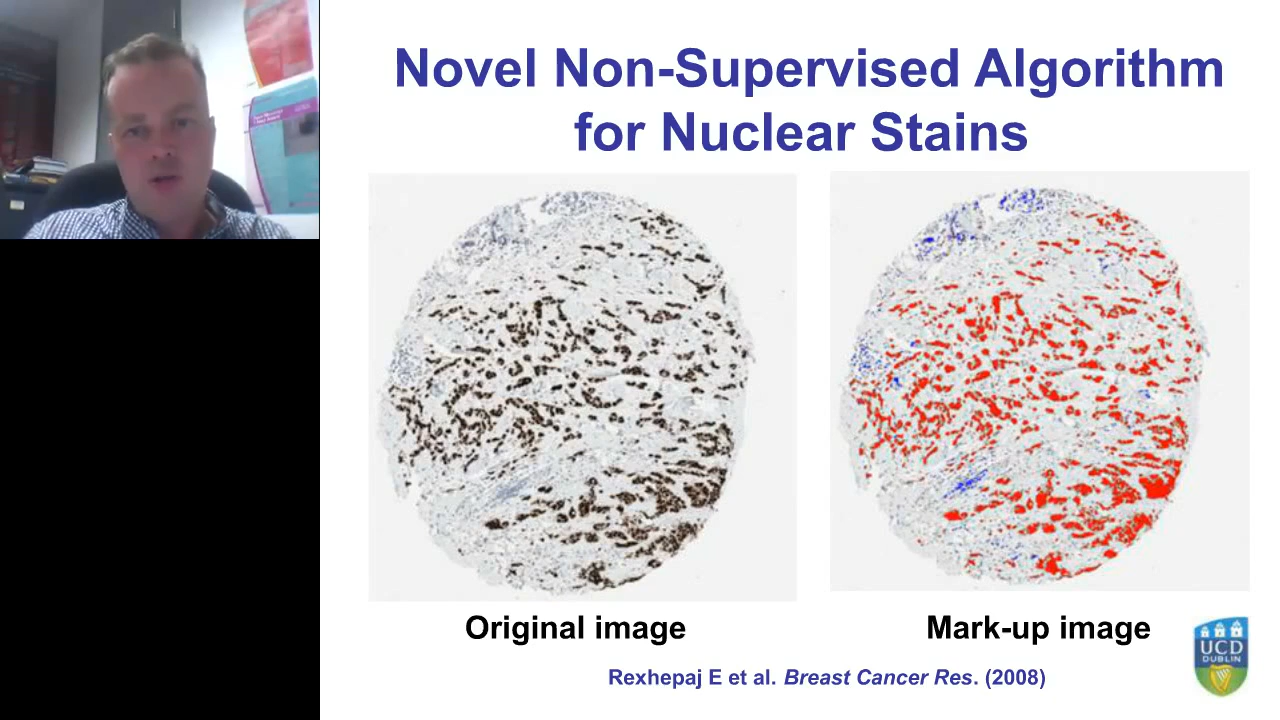 Novel Non-Supervised Algorithm
for Nuclear Stains
Original image
Mark-up image
Rexhepaj E et al. Breast Cancer Res. (2008)
UCD
DUBLIN